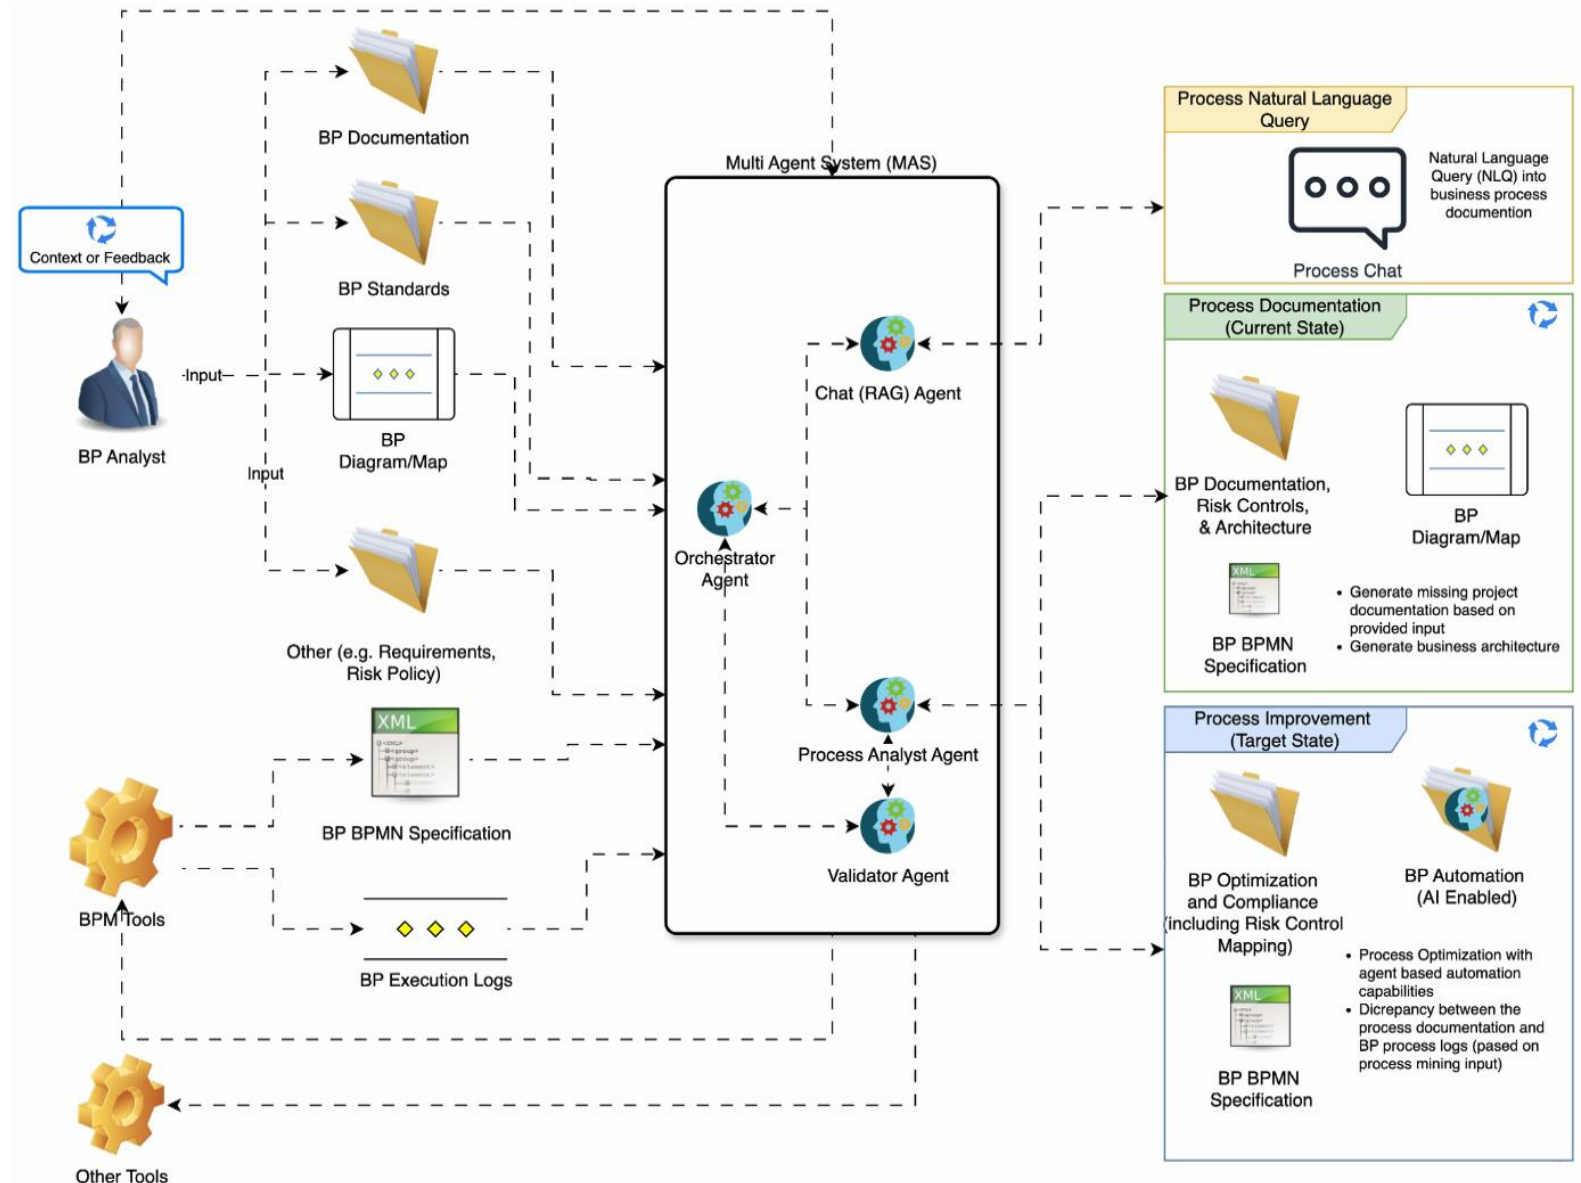 BP Documentation
Multi Agent System (MAS)
Process Natural Language
Query
Natural Language
Query (NLQ) into
business process
documention
Process Chat
Context or Feedback
BP Standards
BP Analyst
-Input-
Input
BP
Diagram/Map
Other (e.g. Requirements,
Risk Policy)
XML
BP BPMN Specification
BPM Tools
BP Execution Logs
Other Tools
Chat (RAG) Agent
Orchestrator
Agent
Process Analyst Agent
Validator Agent
Process Documentation
(Current State)
BP Documentation,
Risk Controls,
& Architecture
BP
Diagram/Map
XML
BP BPMN
Specification
• Generate missing project
documentation based on
provided input
• Generate business architecture
Process Improvement
(Target State)
BP Optimization
and Compliance
(including Risk Control
Mapping)
BP Automation
(AI Enabled)
XML
BP BPMN
Specification
• Process Optimization with
agent based automation
capabilities
• Dicrepancy between the
process documentation and
BP process logs (pased on
process mining input)